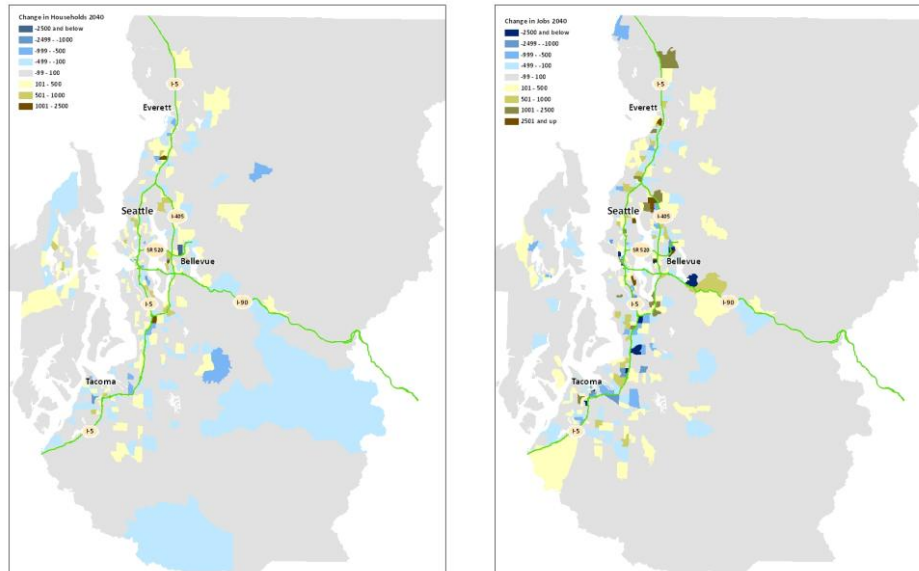 Change in Households 2040
-2500 and below
-2499 - -1000
-999 - -500
-499 - -100
-99 - 100
101 - 500
501 - 1000
1001 - 2500
I-5
Everett
Seattle
I-405
SR 520
Bellevue
I-90
I-5
Tacoma
I-5
Change in Jobs 2040
-2500 and below
-2499 - -1000
-999 - -500
-499 - -100
-99 - 100
101 - 500
501 - 1000
1001 - 2500
2501 and up
I-5
Everett
Seattle
I-405
SR 520
Bellevue
I-90
I-5
Tacoma
I-5